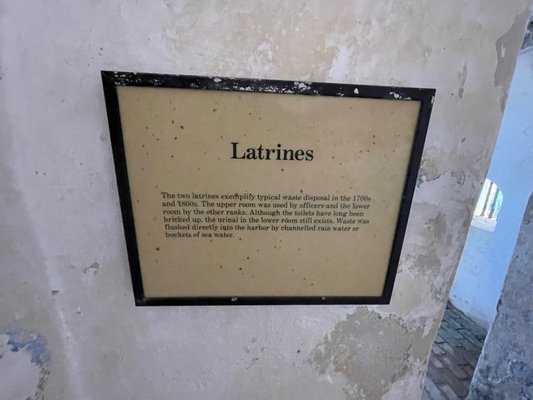 Latrines
The two latrines exemplify typical waste disposal in the 1700s
and 1800s. The upper room was used by officers and the lower
room by the other ranks. Although the toilets have long been
bricked up, the urinal in the lower room still exists. Waste was
flushed directly into the harbor by channelled rain water or
buckets of sea water.